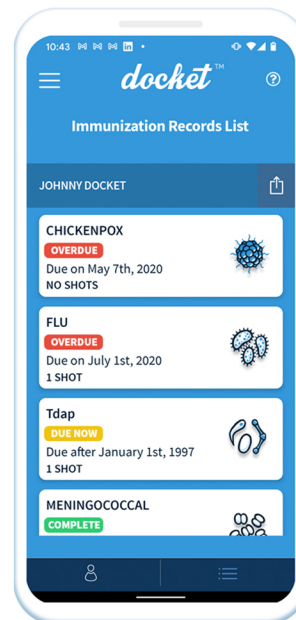 10:43
docket™
Immunization Records List
JOHNNY DOCKET
CHICKENPOX
OVERDUE
Due on May 7th, 2020
NO SHOTS
FLU
OVERDUE
Due on July 1st, 2020
1 SHOT
Tdap
DUE NOW
Due after January 1st, 1997
1 SHOT
MENINGOCOCCAL
COMPLETE